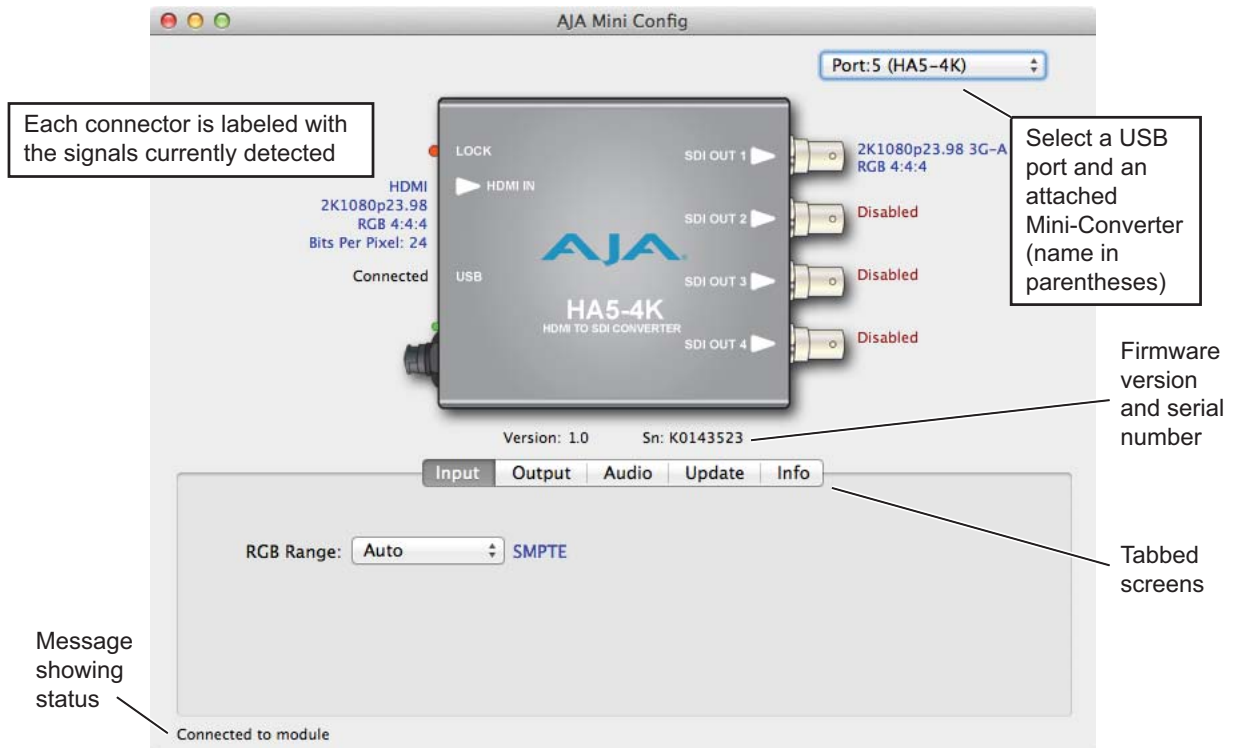 AJA Mini Config
Port:5 (HA5-4K)
Each connector is labeled with
the signals currently detected
Select a USB
port and an
attached
Mini-Converter
(name in
parentheses)
LOCK
HDMI IN
USB
SDI OUT 1
SDI OUT 2
SDI OUT 3
SDI OUT 4
AJA
HA5-4K
HDMI TO SDI CONVERTER
HDMI
2K1080p23.98
RGB 4:4:4
Bits Per Pixel: 24
Connected
2K1080p23.98 3G-A
RGB 4:4:4
Disabled
Disabled
Disabled
Firmware
version
and serial
number
Version: 1.0 Sn: K0143523
Input Output Audio Update Info
RGB Range: Auto SMPTE
Tabbed
screens
Message
showing
status
Connected to module